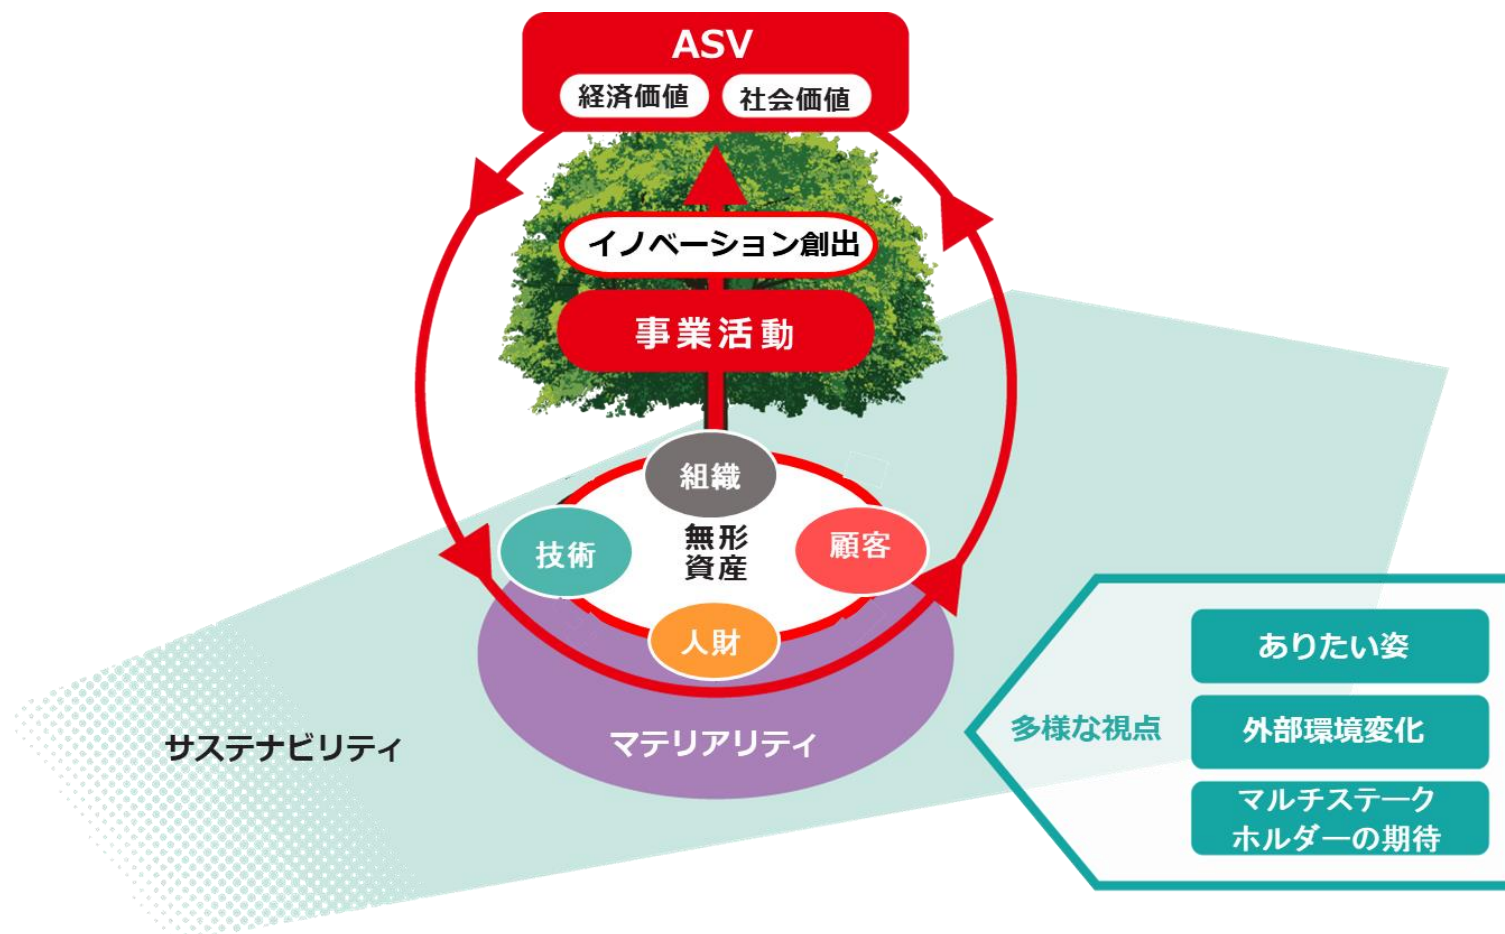 ASV
経済価値 社会価値
イノベーション創出
事業活動
組織
技術
無形
資産
顧客
人財
マテリアリティ
サステナビリティ
多様な視点
ありたい姿
外部環境変化
マルチステーク
ホルダーの期待